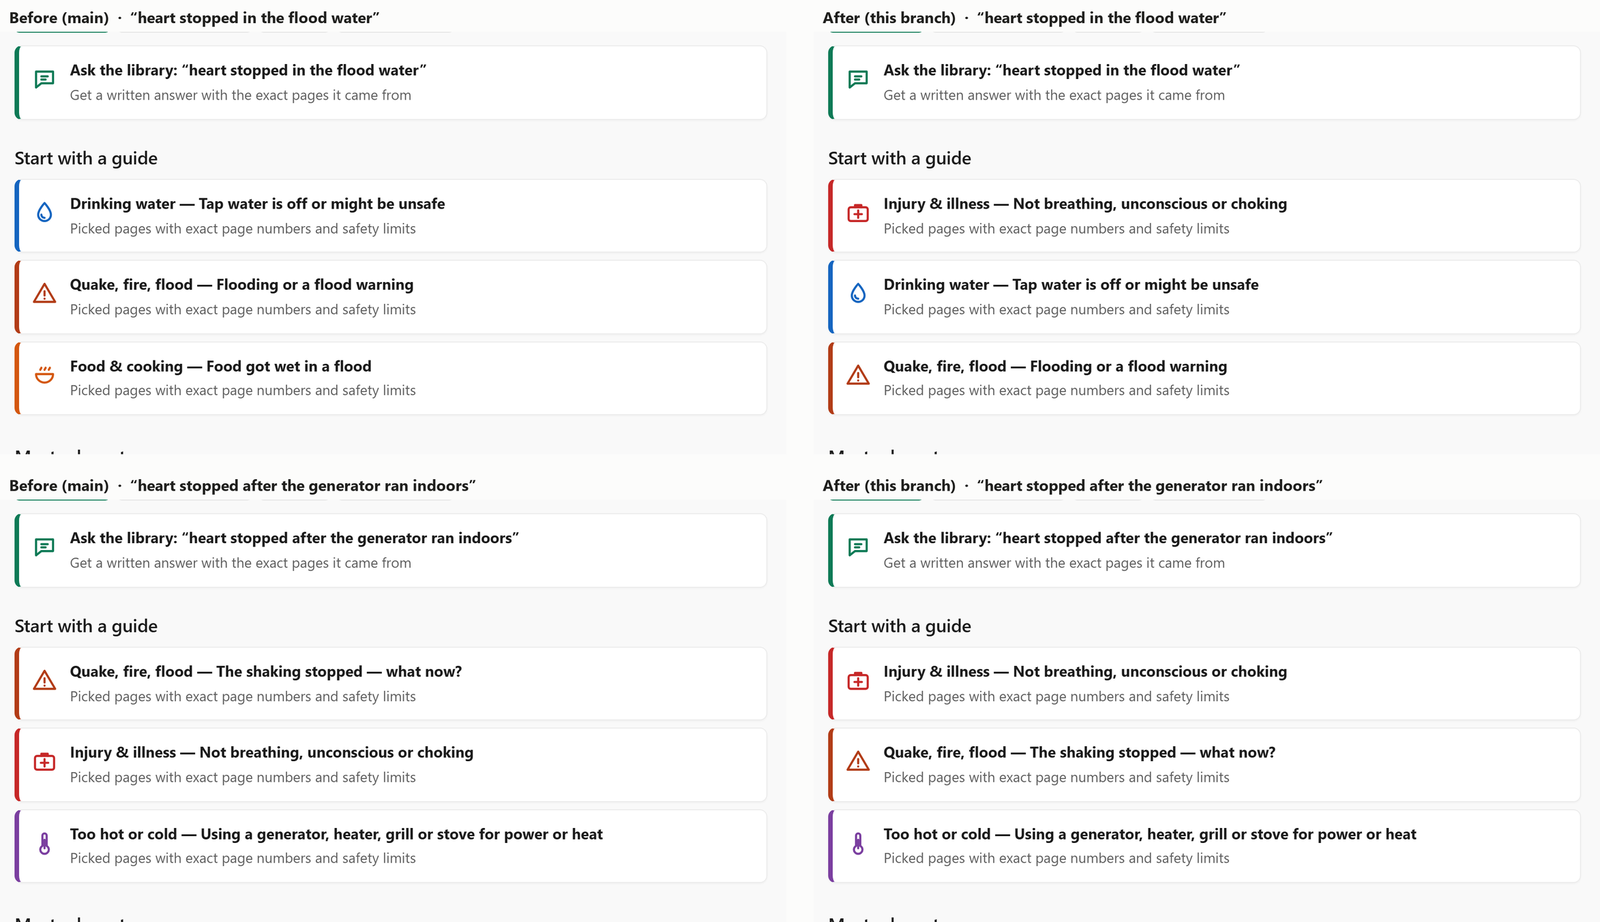 Before (main) · “heart stopped in the flood water”
Ask the library: “heart stopped in the flood water”
Get a written answer with the exact pages it came from
Start with a guide
Drinking water — Tap water is off or might be unsafe
Picked pages with exact page numbers and safety limits
Quake, fire, flood — Flooding or a flood warning
Picked pages with exact page numbers and safety limits
Food & cooking — Food got wet in a flood
Picked pages with exact page numbers and safety limits
After (this branch) · “heart stopped in the flood water”
Ask the library: “heart stopped in the flood water”
Get a written answer with the exact pages it came from
Start with a guide
Injury & illness — Not breathing, unconscious or choking
Picked pages with exact page numbers and safety limits
Drinking water — Tap water is off or might be unsafe
Picked pages with exact page numbers and safety limits
Quake, fire, flood — Flooding or a flood warning
Picked pages with exact page numbers and safety limits
Before (main) · “heart stopped after the generator ran indoors”
Ask the library: “heart stopped after the generator ran indoors”
Get a written answer with the exact pages it came from
Start with a guide
Quake, fire, flood — The shaking stopped — what now?
Picked pages with exact page numbers and safety limits
Injury & illness — Not breathing, unconscious or choking
Picked pages with exact page numbers and safety limits
Too hot or cold — Using a generator, heater, grill or stove for power or heat
Picked pages with exact page numbers and safety limits
After (this branch) · “heart stopped after the generator ran indoors”
Ask the library: “heart stopped after the generator ran indoors”
Get a written answer with the exact pages it came from
Start with a guide
Injury & illness — Not breathing, unconscious or choking
Picked pages with exact page numbers and safety limits
Quake, fire, flood — The shaking stopped — what now?
Picked pages with exact page numbers and safety limits
Too hot or cold — Using a generator, heater, grill or stove for power or heat
Picked pages with exact page numbers and safety limits